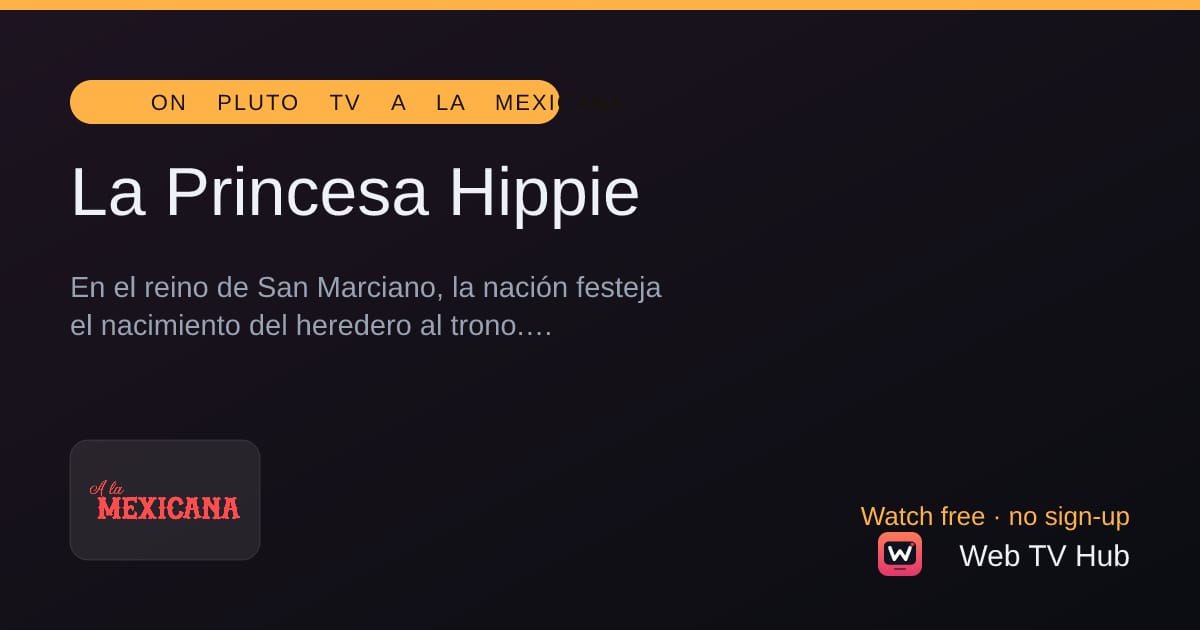 ON PLUTO TV A LA MEXICANA
La Princesa Hippie
En el reino de San Marciano, la nación festeja
el nacimiento del heredero al trono.…
A la
MEXICANA
Watch free · no sign-up
W
Web TV Hub